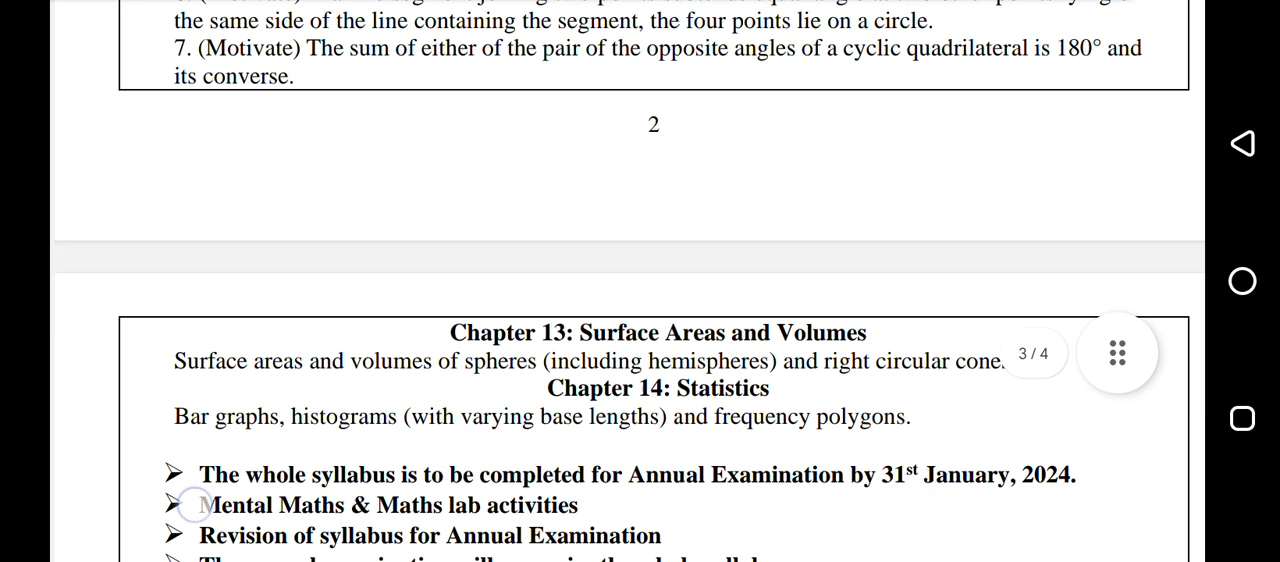 the same side of the line containing the segment, the four points lie on a circle.
7. (Motivate) The sum of either of the pair of the opposite angles of a cyclic quadrilateral is 180° and
its converse.
2
Chapter 13: Surface Areas and Volumes
Surface areas and volumes of spheres (including hemispheres) and right circular cone
3 / 4
Chapter 14: Statistics
Bar graphs, histograms (with varying base lengths) and frequency polygons.
➢ The whole syllabus is to be completed for Annual Examination by 31st January, 2024.
➢ Mental Maths & Maths lab activities
➢ Revision of syllabus for Annual Examination